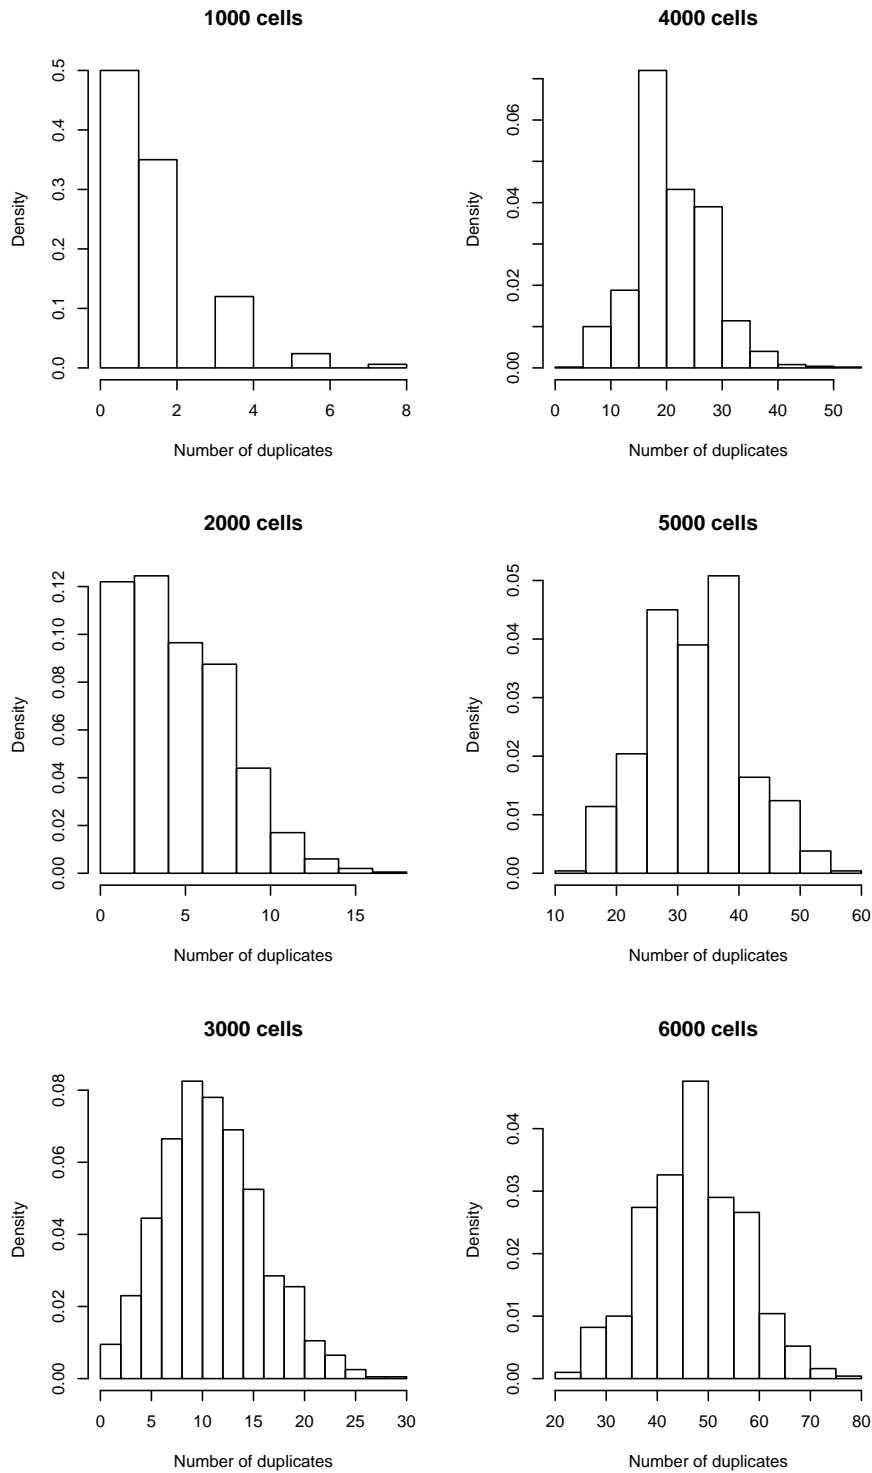 1000 cells
Density
0.0 0.1 0.2 0.3 0.4 0.5
0 2 4 6 8
Number of duplicates
4000 cells
Density
0.00 0.02 0.04 0.06
0 10 20 30 40 50
Number of duplicates
2000 cells
Density
0.00 0.02 0.04 0.06 0.08 0.10 0.12
0 5 10 15
Number of duplicates
5000 cells
Density
0.00 0.01 0.02 0.03 0.04 0.05
10 20 30 40 50 60
Number of duplicates
3000 cells
Density
0.00 0.02 0.04 0.06 0.08
0 5 10 15 20 25 30
Number of duplicates
6000 cells
Density
0.00 0.01 0.02 0.03 0.04
20 30 40 50 60 70 80
Number of duplicates